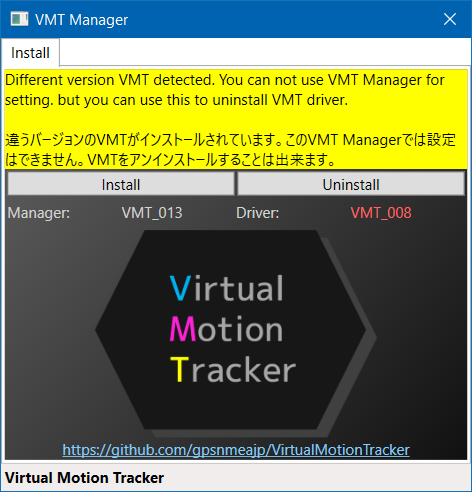 VMT Manager
Install
Different version VMT detected. You can not use VMT Manager for
setting. but you can use this to uninstall VMT driver.
違うバージョンのVMTがインストールされています。このVMT Managerでは設定
はできません。VMTをアンインストールすることは出来ます。
Install Uninstall
Manager: VMT_013 Driver: VMT_008
Virtual
Motion
Tracker
https://github.com/gpsnmeajp/VirtualMotionTracker
Virtual Motion Tracker